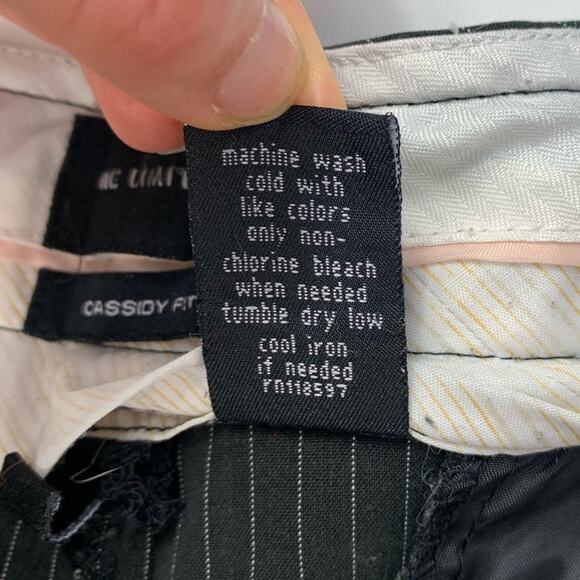 machine wash
cold with
like colors
only non-
chlorine bleach
when needed
tumble dry low
cool iron
if needed
rn118597
CASSIDY FIT